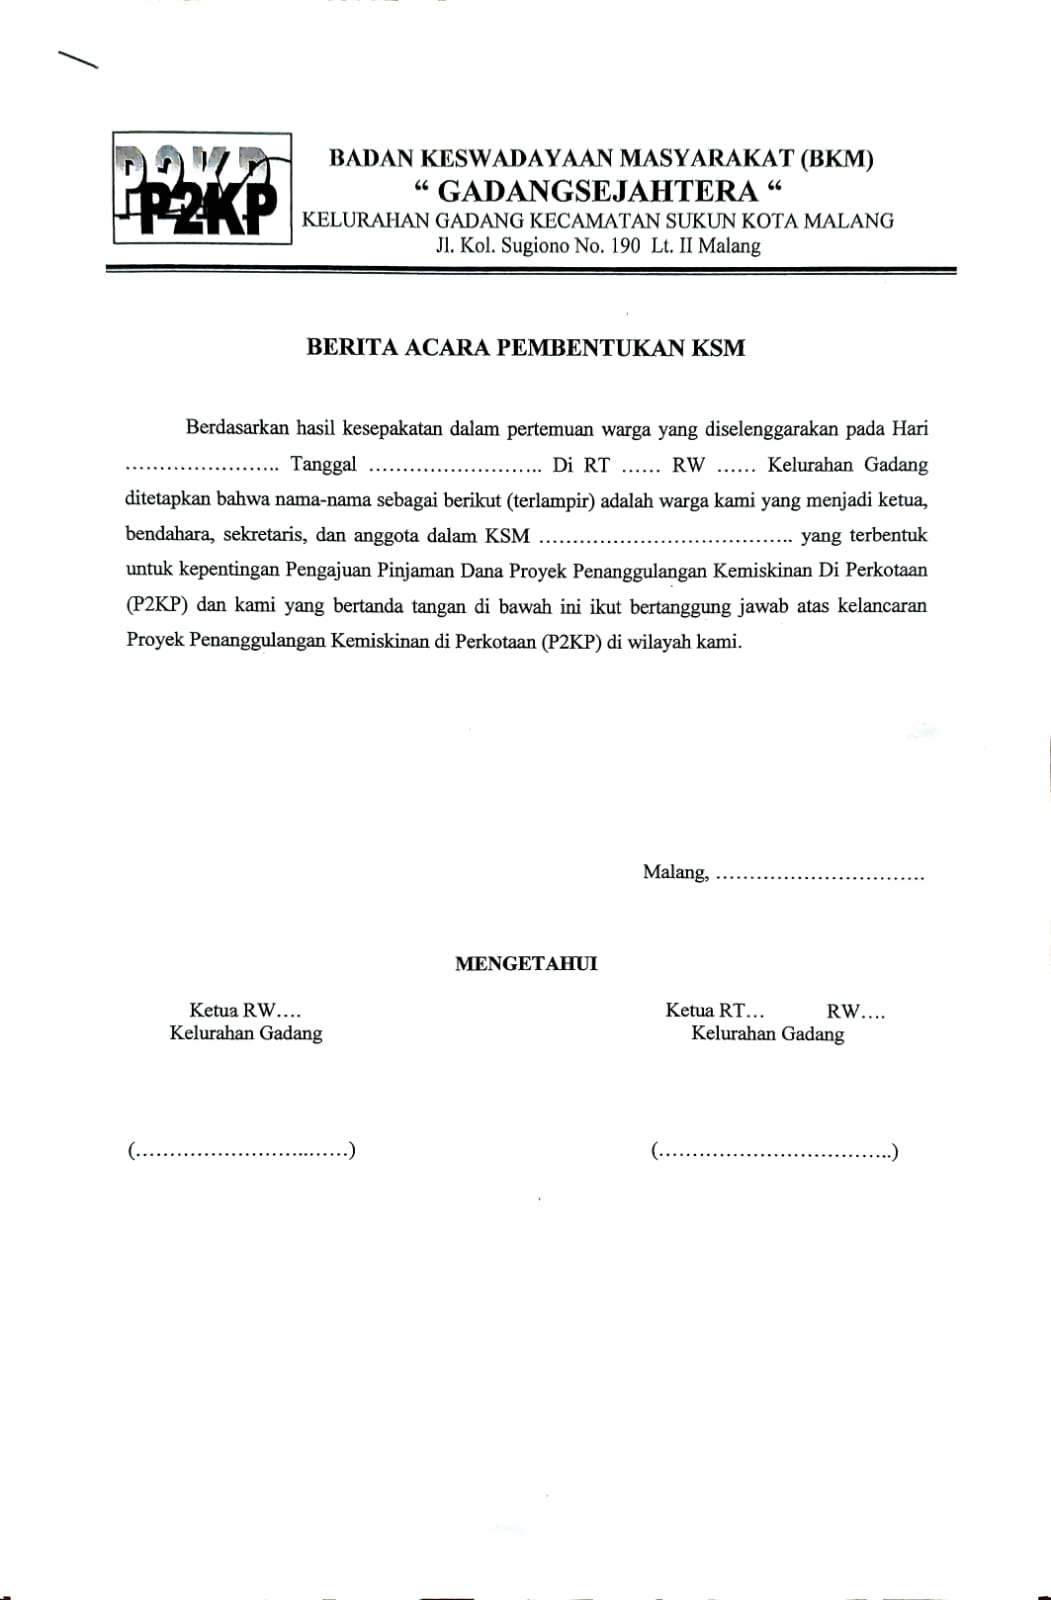 P2KP
P2KP
BADAN KESWADAYAAN MASYARAKAT (BKM)
“ GADANGSEJAHTERA “
KELURAHAN GADANG KECAMATAN SUKUN KOTA MALANG
Jl. Kol. Sugiono No. 190 Lt. II Malang
BERITA ACARA PEMBENTUKAN KSM
Berdasarkan hasil kesepakatan dalam pertemuan warga yang diselenggarakan pada Hari
........................ Tanggal .......................... Di RT ...... RW ...... Kelurahan Gadang
ditetapkan bahwa nama-nama sebagai berikut (terlampir) adalah warga kami yang menjadi ketua,
bendahara, sekretaris, dan anggota dalam KSM ...................................... yang terbentuk
untuk kepentingan Pengajuan Pinjaman Dana Proyek Penanggulangan Kemiskinan Di Perkotaan
(P2KP) dan kami yang bertanda tangan di bawah ini ikut bertanggung jawab atas kelancaran
Proyek Penanggulangan Kemiskinan di Perkotaan (P2KP) di wilayah kami.
Malang, ...............................
MENGETAHUI
Ketua RW.... Ketua RT... RW....
Kelurahan Gadang Kelurahan Gadang
(................................) (...................................)